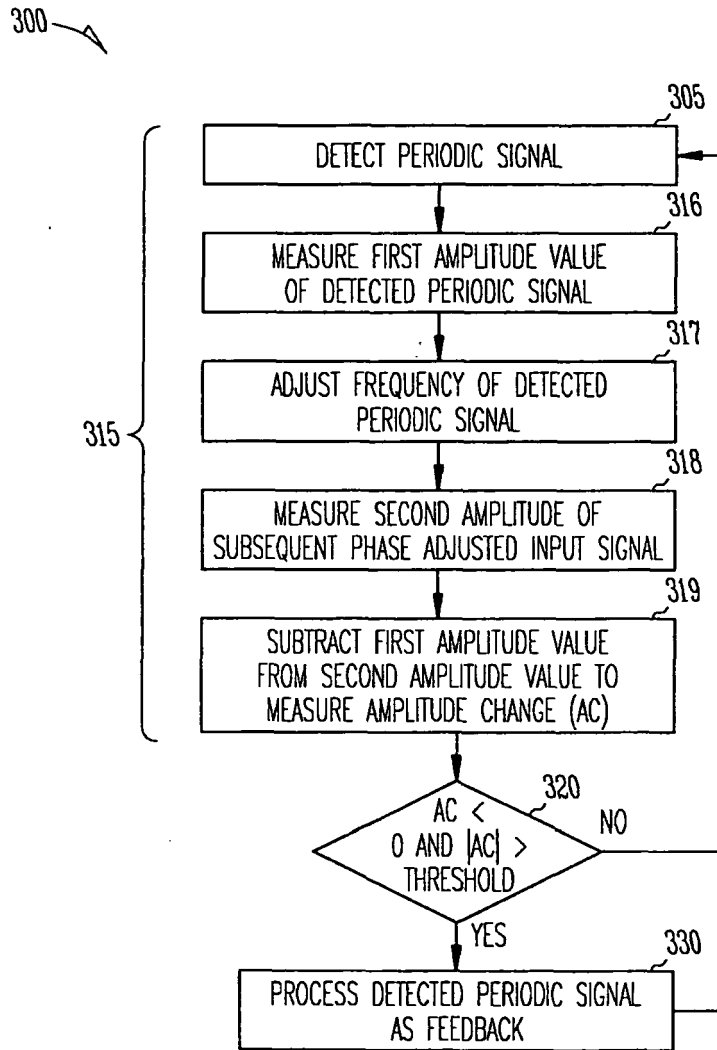 300
305
DETECT PERIODIC SIGNAL
316
MEASURE FIRST AMPLITUDE VALUE
OF DETECTED PERIODIC SIGNAL
317
ADJUST FREQUENCY OF DETECTED
PERIODIC SIGNAL
315
318
MEASURE SECOND AMPLITUDE OF
SUBSEQUENT PHASE ADJUSTED INPUT SIGNAL
319
SUBTRACT FIRST AMPLITUDE VALUE
FROM SECOND AMPLITUDE VALUE TO
MEASURE AMPLITUDE CHANGE (AC)
320
AC <
0 AND |AC| >
THRESHOLD
NO
YES
330
PROCESS DETECTED PERIODIC SIGNAL
AS FEEDBACK